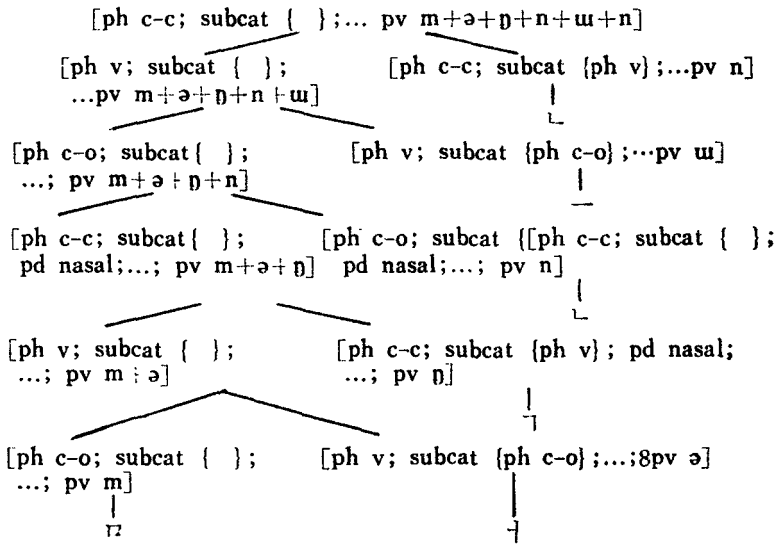 [ph c-c; subcat { };... pv m+ə+ŋ+n+ɯ+n]
[ph v; subcat { }; [ph c-c; subcat {ph v};...pv n]
...pv m+ə+ŋ+n+ɯ]
ㄴ
[ph c-o; subcat{ }; [ph v; subcat {ph c-o};...pv ɯ]
...; pv m+ə+ŋ+n]
ㅡ
[ph c-c; subcat{ }; [ph c-o; subcat {[ph c-c; subcat { };
pd nasal;...; pv m+ə+ŋ] pd nasal;...; pv n]
ㄴ
[ph v; subcat { }; [ph c-c; subcat {ph v}; pd nasal;
...; pv m+ə] ...; pv ŋ]
ㄱ
[ph c-o; subcat { }; [ph v; subcat {ph c-o};...;8pv ə]
...; pv m]
ㅁ ㅓ